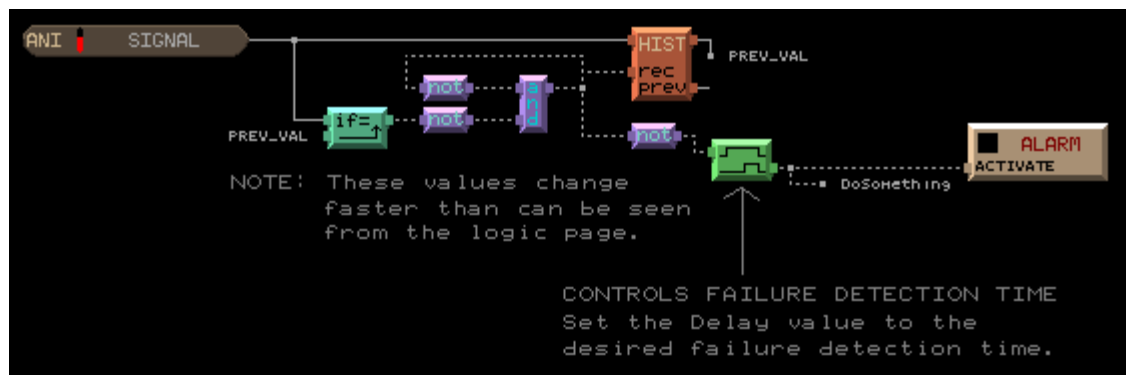 ANI SIGNAL
HIST
PREV_VAL
rec
prev
not
and
if=
not
PREV_VAL
not
ALARM
ACTIVATE
DoSomething
NOTE: These values change
faster than can be seen
from the logic page.
CONTROLS FAILURE DETECTION TIME
Set the Delay value to the
desired failure detection time.